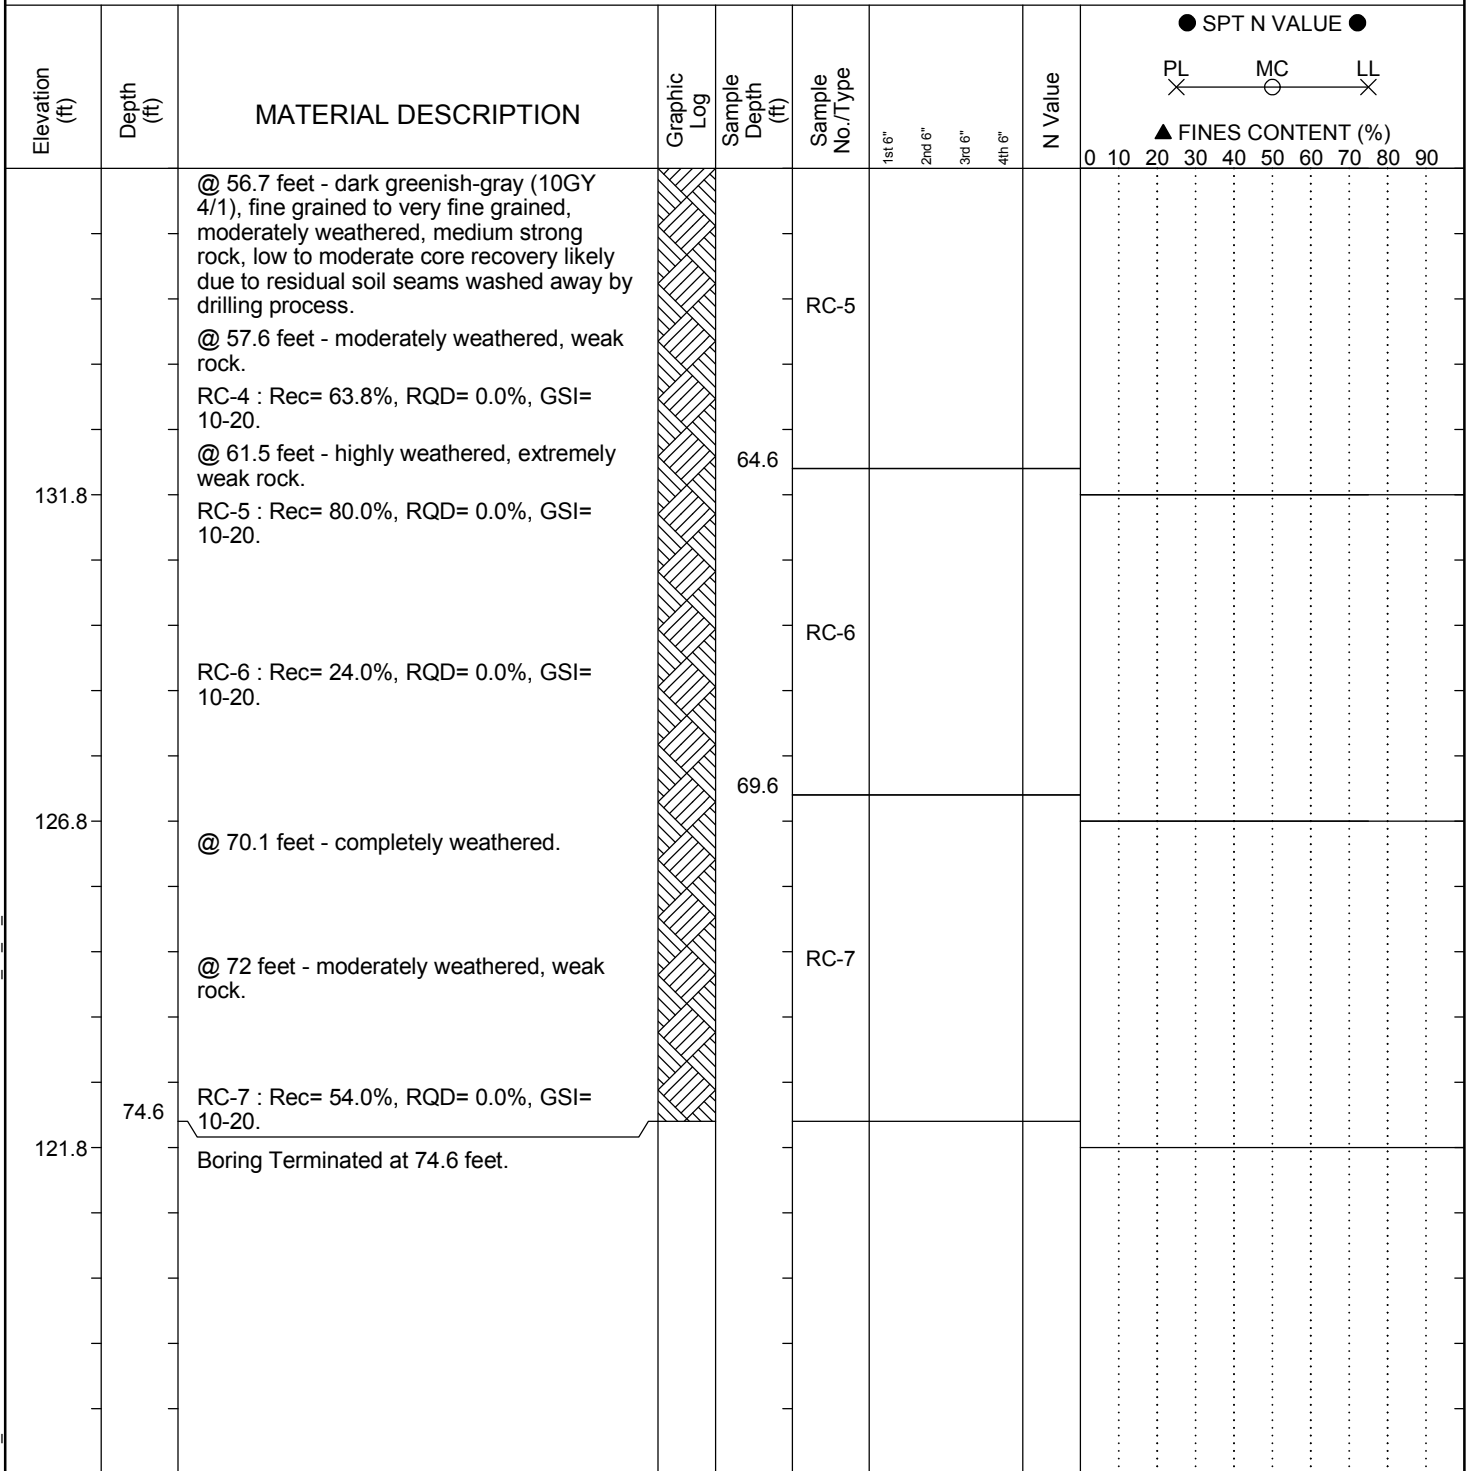 Elevation
(ft)
Depth
(ft)
MATERIAL DESCRIPTION
Graphic
Log
Sample
Depth
(ft)
Sample
No./Type
1st 6"
2nd 6"
3rd 6"
4th 6"
N Value
● SPT N VALUE ●
PL MC LL
▲ FINES CONTENT (%)
0 10 20 30 40 50 60 70 80 90
@ 56.7 feet - dark greenish-gray (10GY
4/1), fine grained to very fine grained,
moderately weathered, medium strong
rock, low to moderate core recovery likely
due to residual soil seams washed away by
drilling process.
RC-5
@ 57.6 feet - moderately weathered, weak
rock.
RC-4 : Rec= 63.8%, RQD= 0.0%, GSI=
10-20.
@ 61.5 feet - highly weathered, extremely
weak rock.
64.6
131.8
RC-5 : Rec= 80.0%, RQD= 0.0%, GSI=
10-20.
RC-6
RC-6 : Rec= 24.0%, RQD= 0.0%, GSI=
10-20.
69.6
126.8
@ 70.1 feet - completely weathered.
RC-7
@ 72 feet - moderately weathered, weak
rock.
RC-7 : Rec= 54.0%, RQD= 0.0%, GSI=
10-20.
74.6
121.8
Boring Terminated at 74.6 feet.